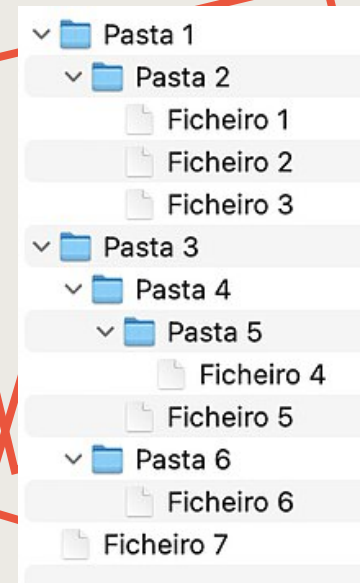 Pasta 1
Pasta 2
Ficheiro 1
Ficheiro 2
Ficheiro 3
Pasta 3
Pasta 4
Pasta 5
Ficheiro 4
Ficheiro 5
Pasta 6
Ficheiro 6
Ficheiro 7